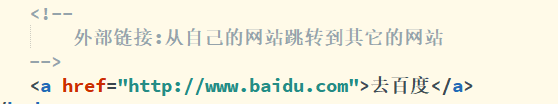 <!--
外部链接:从自己的网站跳转到其它的网站
-->
<a href="http://www.baidu.com">去百度</a>